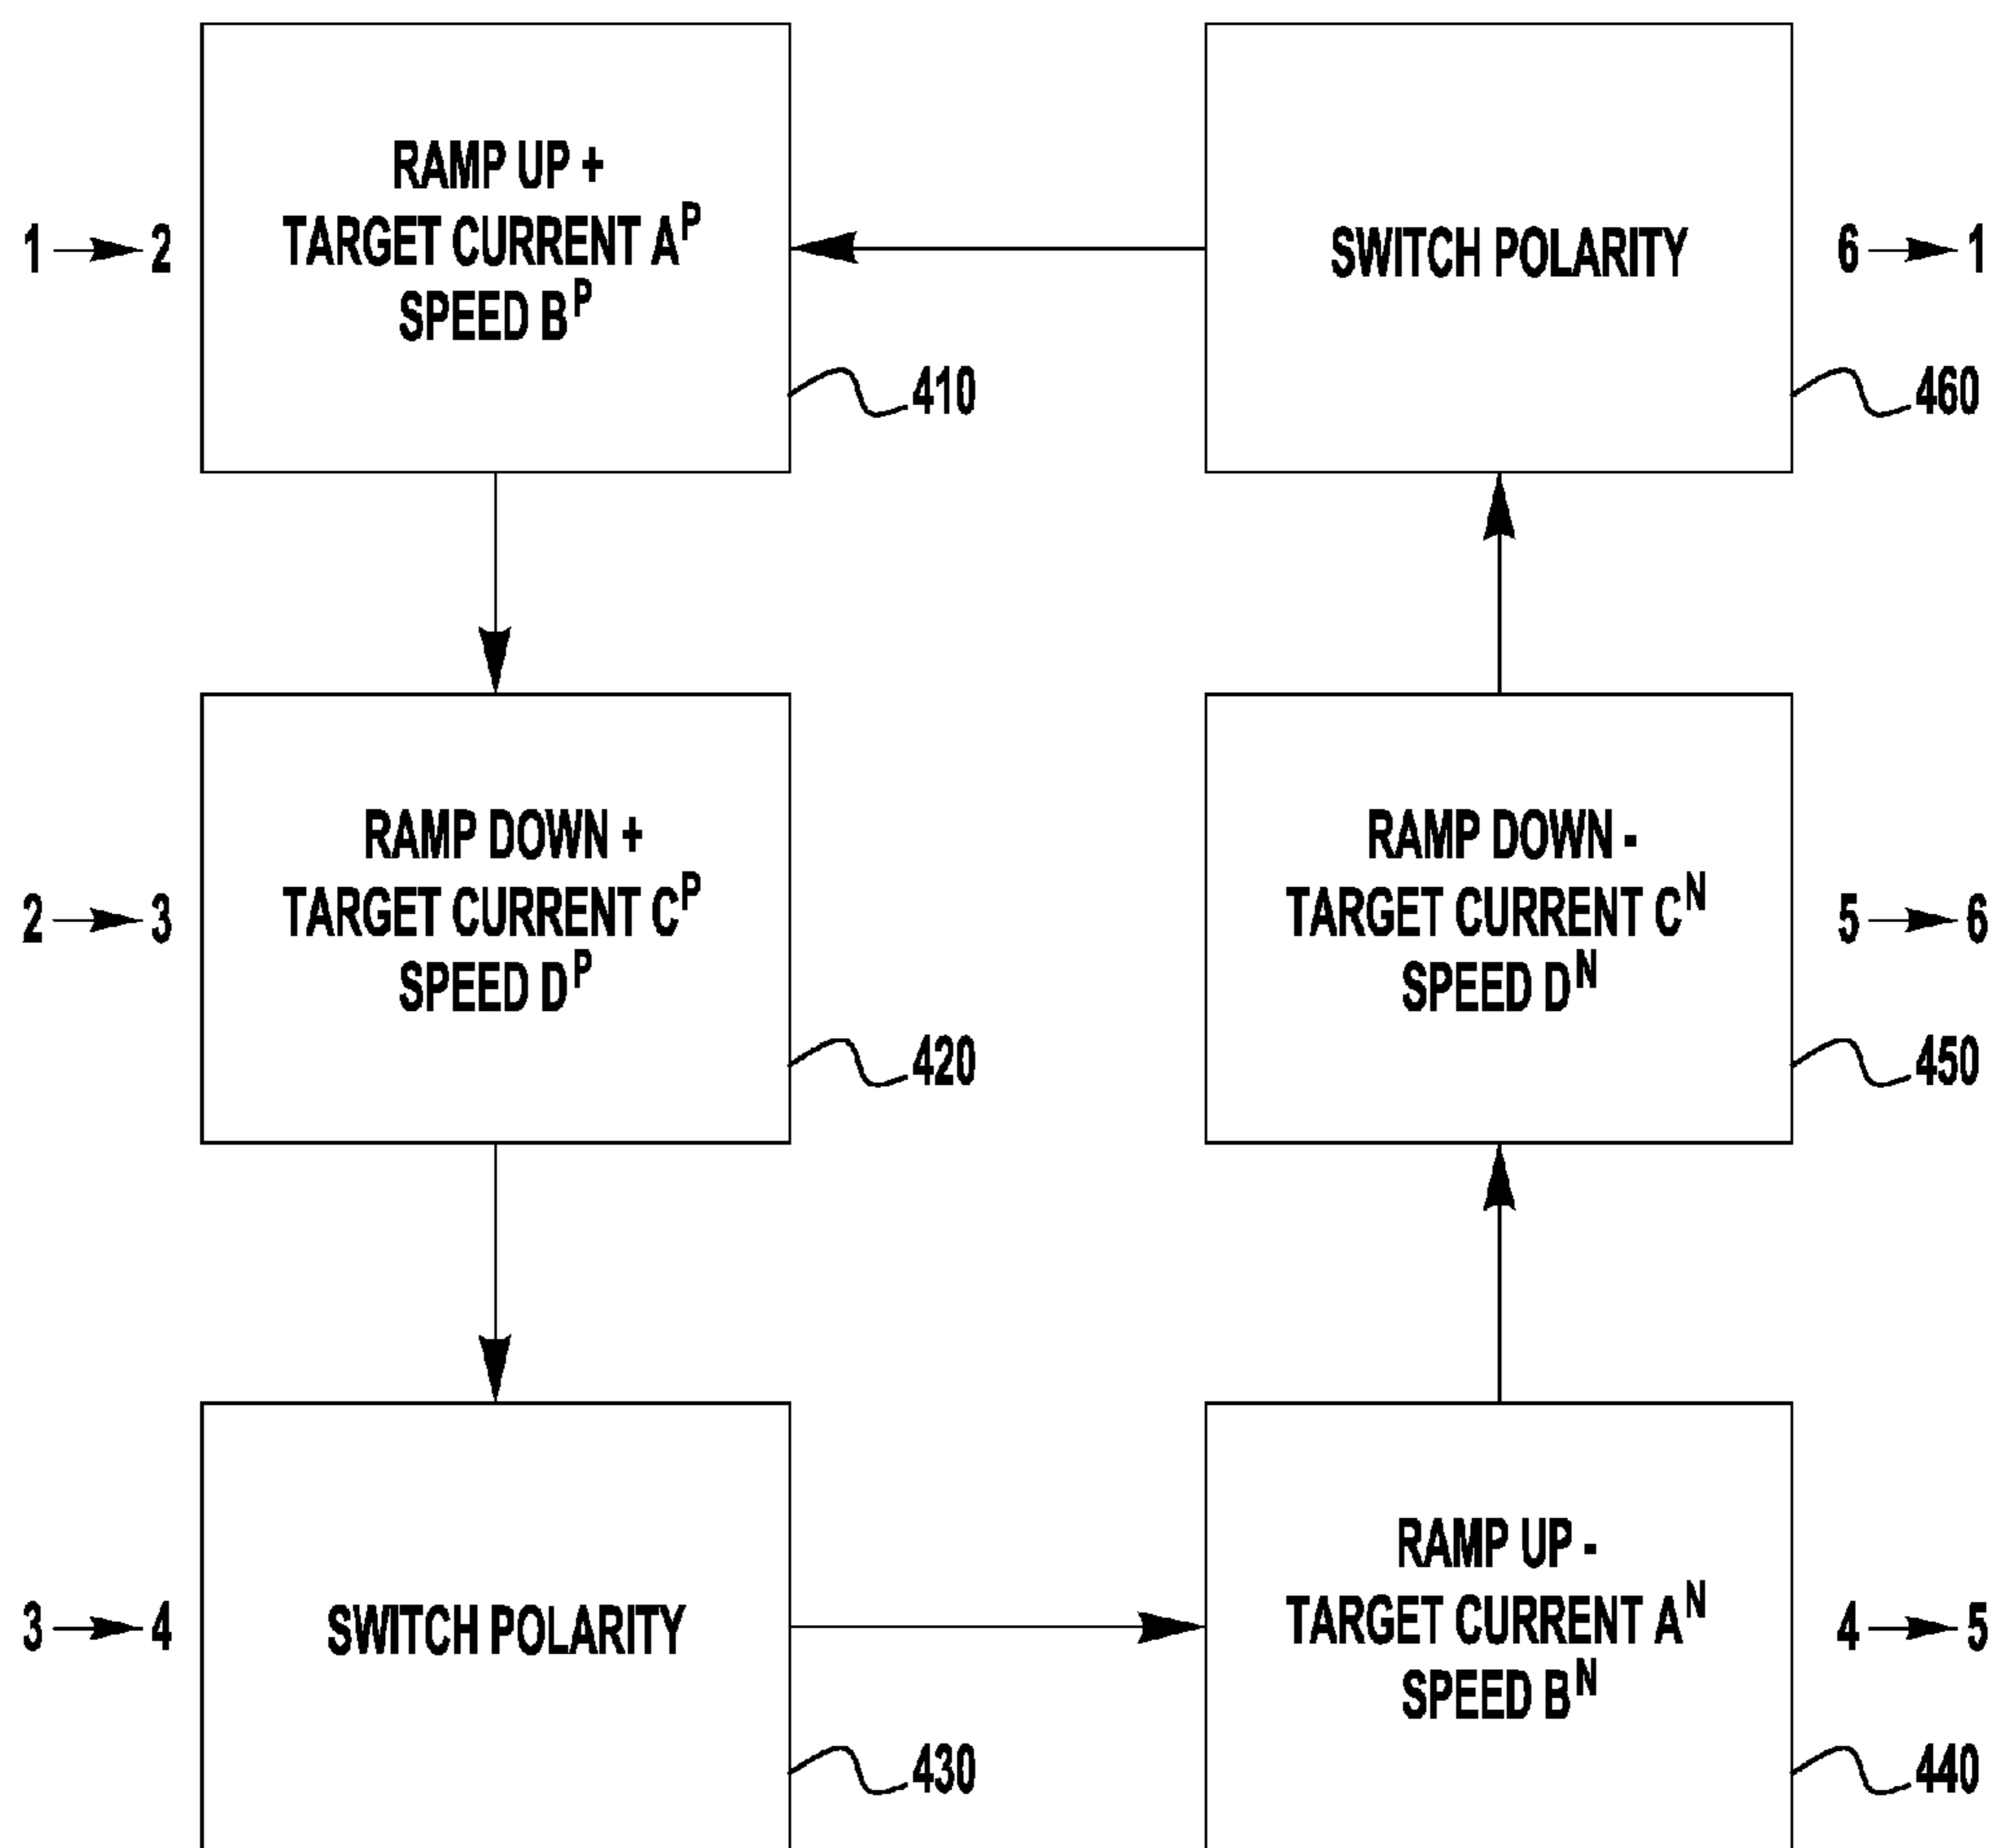 RAMP UP +
TARGET CURRENT A^P
SPEED B^P
1 → 2
410
SWITCH POLARITY
6 → 1
460
RAMP DOWN +
TARGET CURRENT C^P
SPEED D^P
2 → 3
420
RAMP DOWN -
TARGET CURRENT C^N
SPEED D^N
5 → 6
450
SWITCH POLARITY
3 → 4
430
RAMP UP -
TARGET CURRENT A^N
SPEED B^N
4 → 5
440